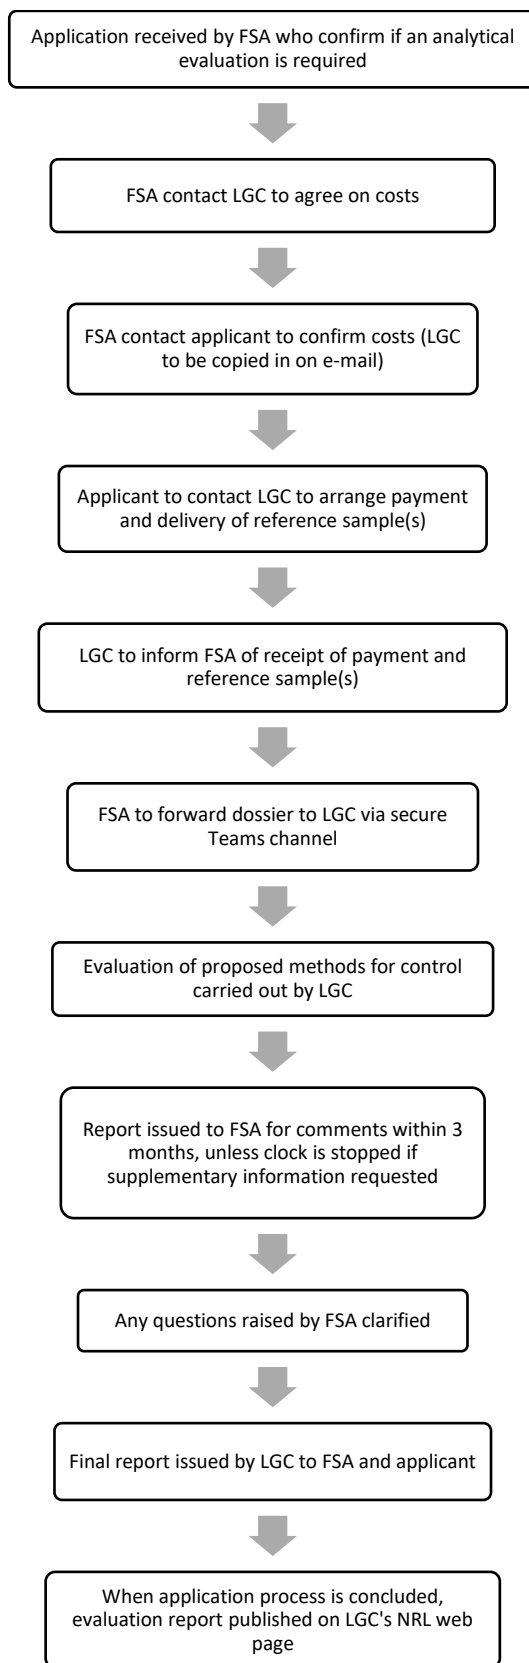 Application received by FSA who confirm if an analytical
evaluation is required
FSA contact LGC to agree on costs
FSA contact applicant to confirm costs (LGC
to be copied in on e-mail)
Applicant to contact LGC to arrange payment
and delivery of reference sample(s)
LGC to inform FSA of receipt of payment and
reference sample(s)
FSA to forward dossier to LGC via secure
Teams channel
Evaluation of proposed methods for control
carried out by LGC
Report issued to FSA for comments within 3
months, unless clock is stopped if
supplementary information requested
Any questions raised by FSA clarified
Final report issued by LGC to FSA and applicant
When application process is concluded,
evaluation report published on LGC's NRL web
page